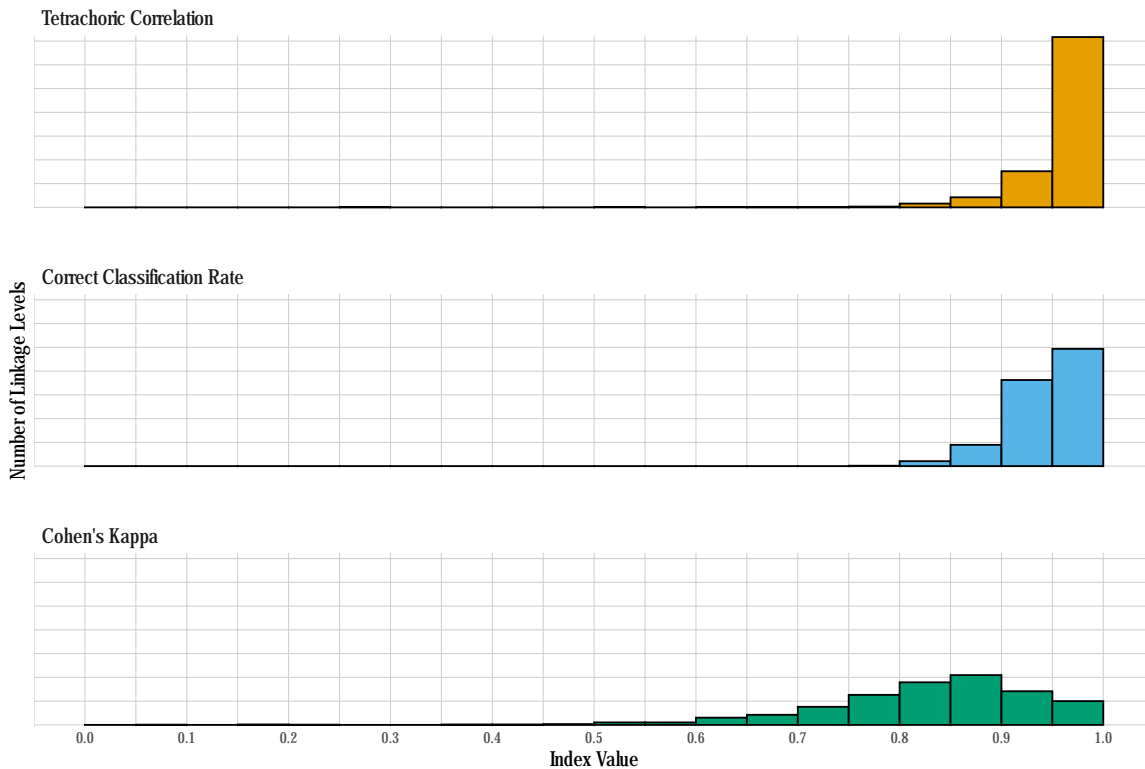 Tetrachoric Correlation
Correct Classification Rate
Number of Linkage Levels
Cohen's Kappa
0.0 0.1 0.2 0.3 0.4 0.5 0.6 0.7 0.8 0.9 1.0
Index Value